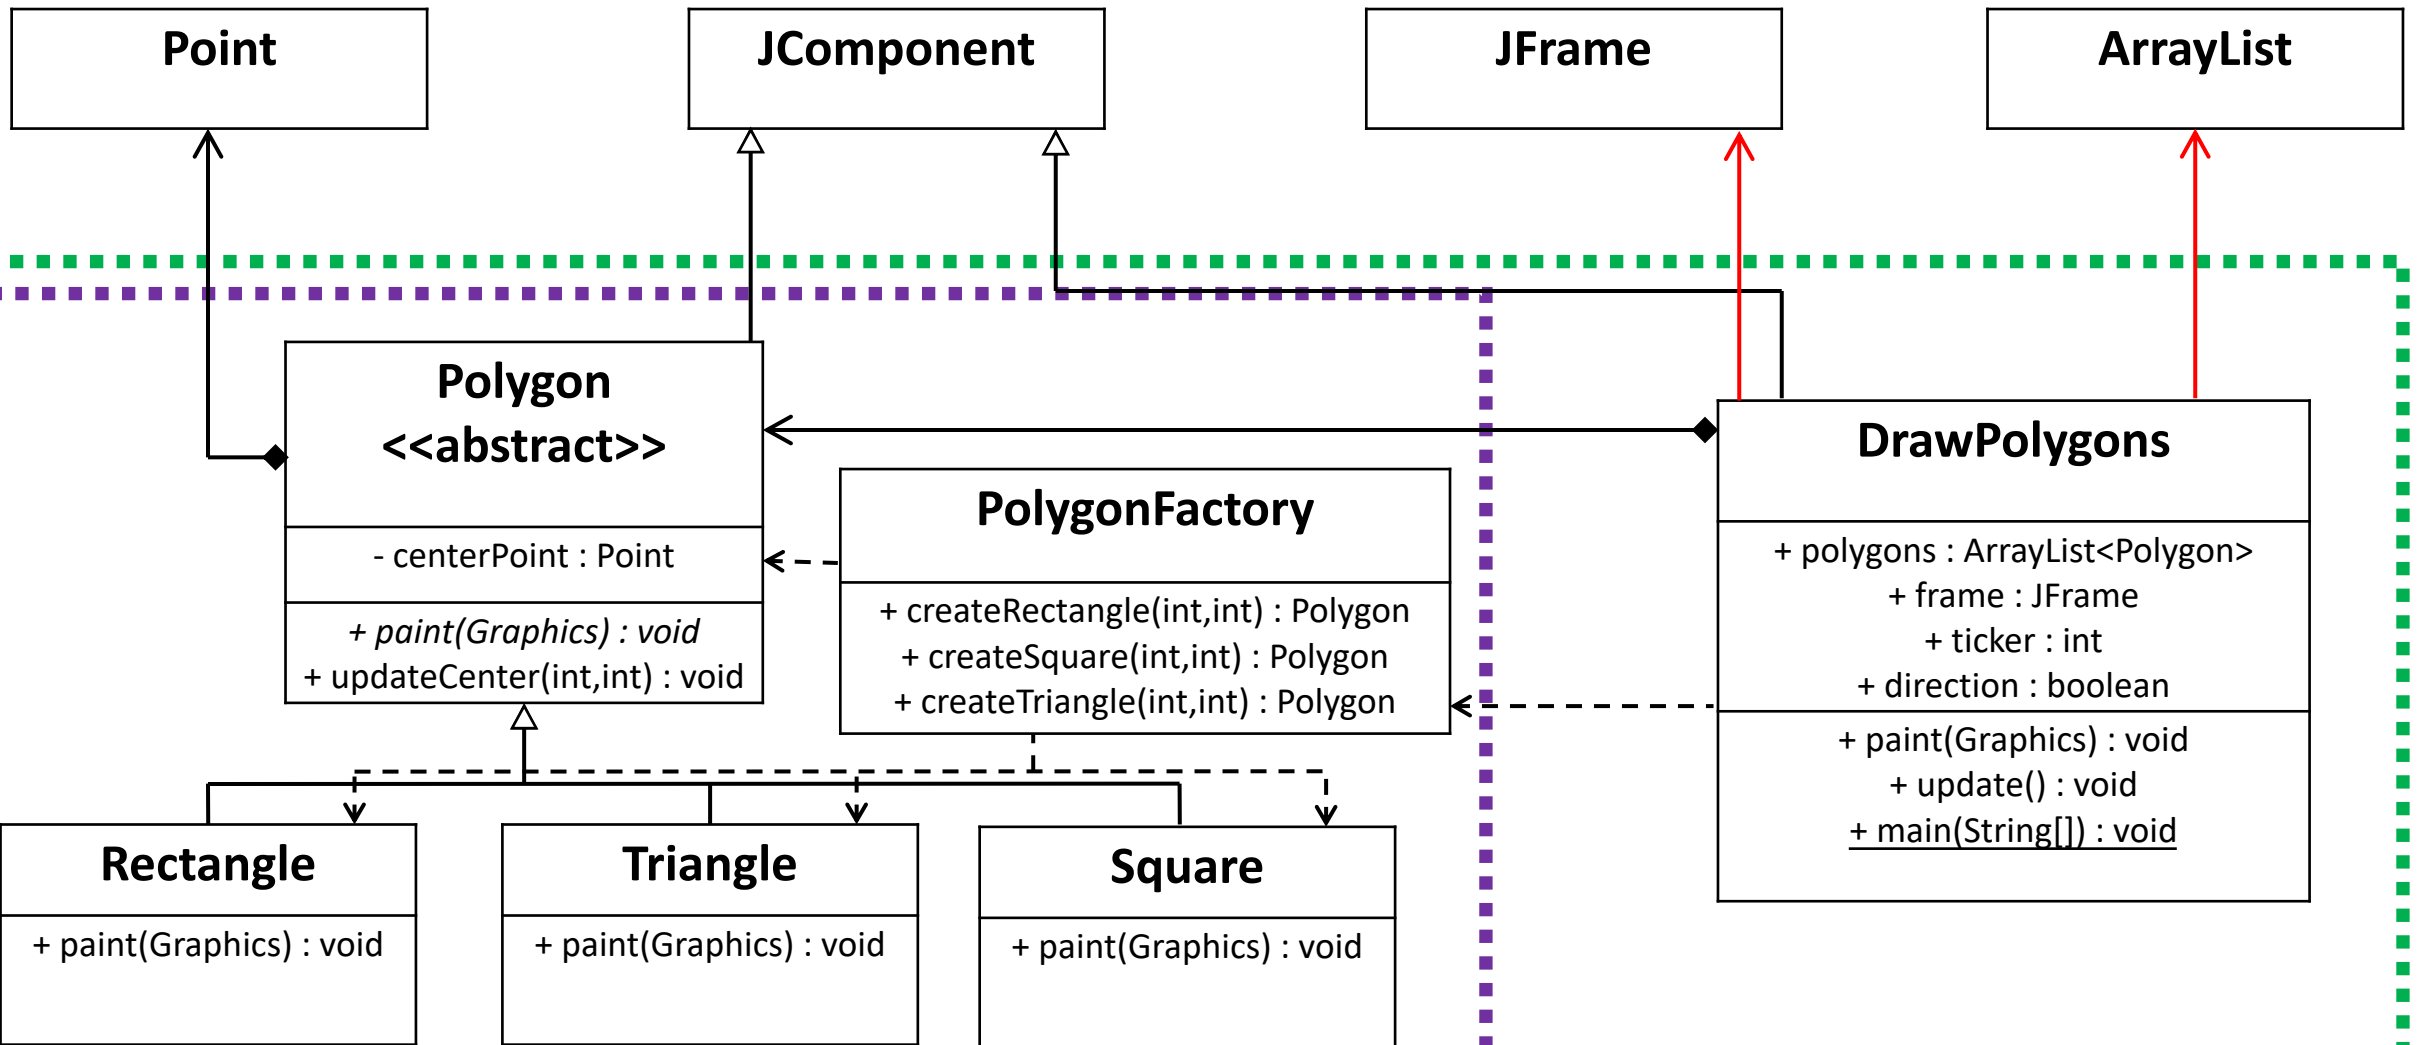 Point
JComponent
JFrame
ArrayList
Polygon
<<abstract>>
- centerPoint : Point
+ paint(Graphics) : void
+ updateCenter(int,int) : void
PolygonFactory
+ createRectangle(int,int) : Polygon
+ createSquare(int,int) : Polygon
+ createTriangle(int,int) : Polygon
DrawPolygons
+ polygons : ArrayList<Polygon>
+ frame : JFrame
+ ticker : int
+ direction : boolean
+ paint(Graphics) : void
+ update() : void
+ main(String[]) : void
Rectangle
+ paint(Graphics) : void
Triangle
+ paint(Graphics) : void
Square
+ paint(Graphics) : void